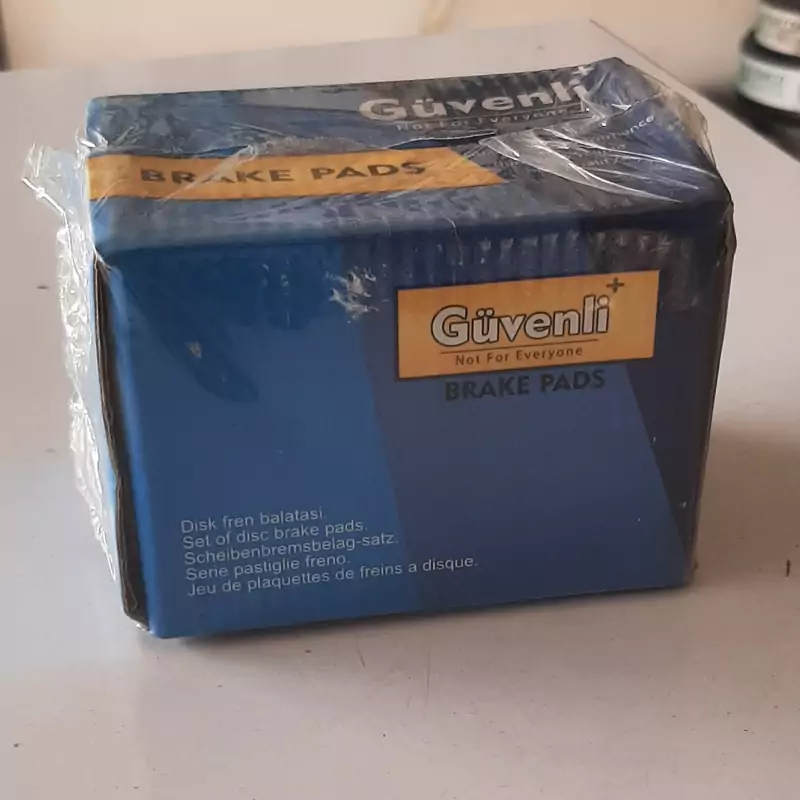 Güvenli+
Not For Everyone
BRAKE PADS
Güvenli+
Not For Everyone
BRAKE PADS
Disk fren balatasi.
Set of disc brake pads.
Scheibenbremsbelag-satz.
Serie pastiglie freno.
Jeu de plaquettes de freins a disque.